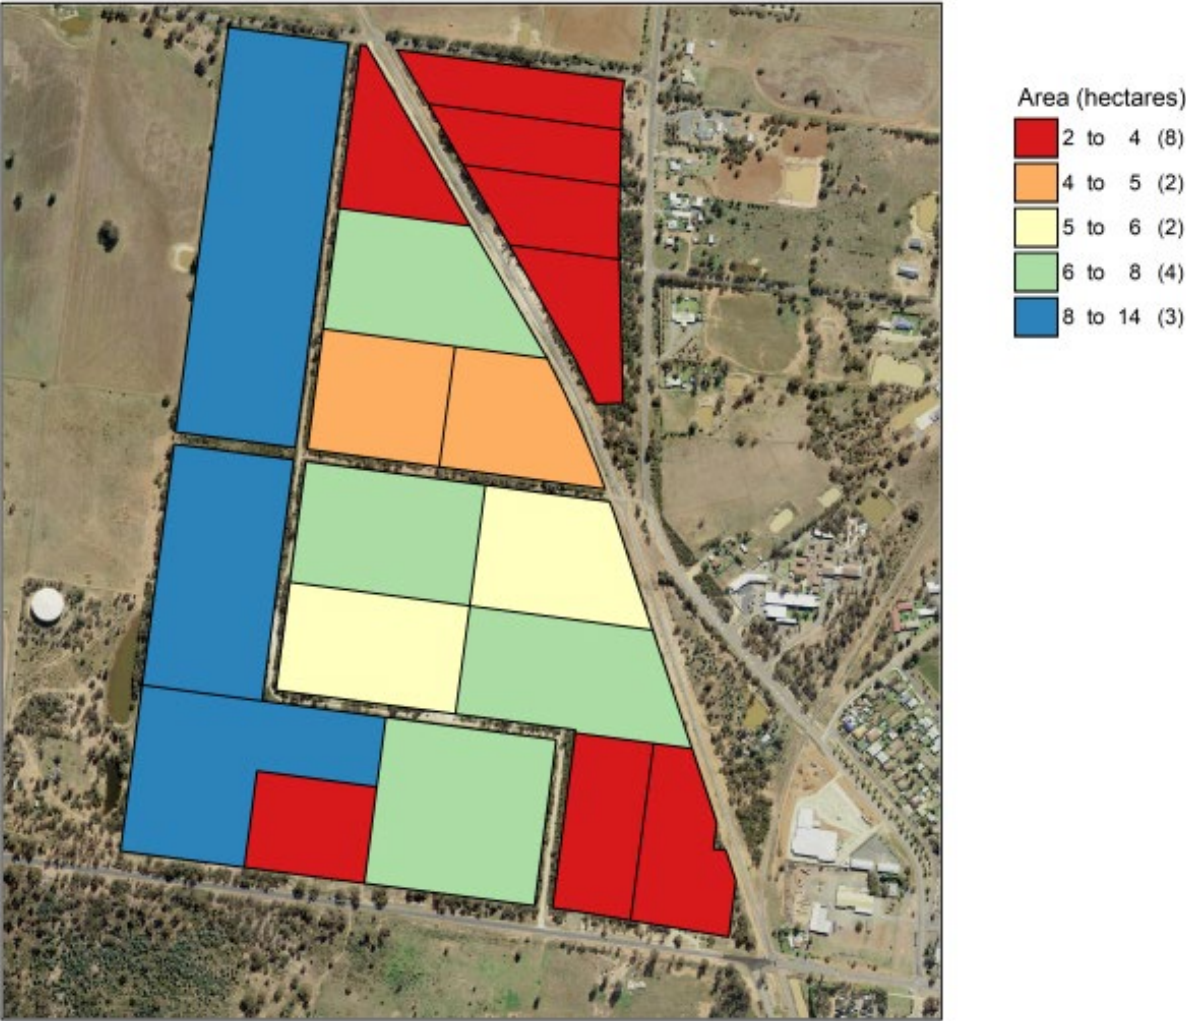 Area (hectares)
2 to 4 (8)
4 to 5 (2)
5 to 6 (2)
6 to 8 (4)
8 to 14 (3)